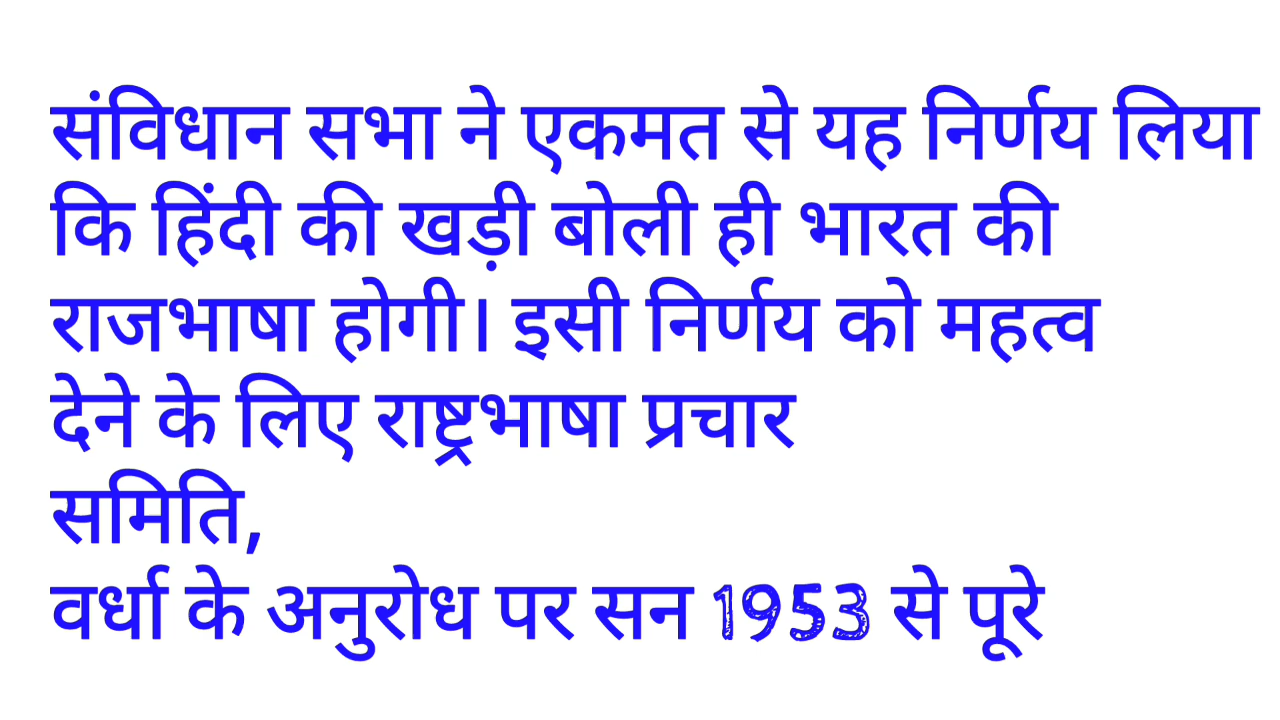 संविधान सभा ने एकमत से यह निर्णय लिया
कि हिंदी की खड़ी बोली ही भारत की
राजभाषा होगी। इसी निर्णय को महत्व
देने के लिए राष्ट्रभाषा प्रचार
समिति,
वर्धा के अनुरोध पर सन 1953 से पूरे